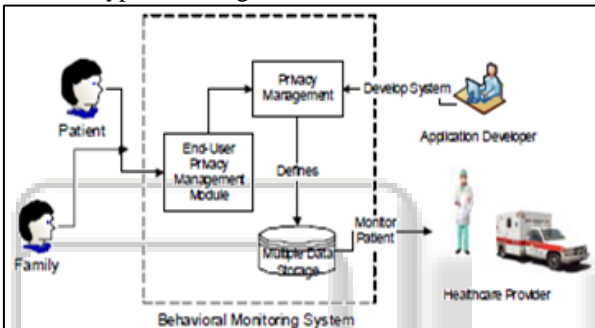 Privacy
Management
Develop System
Application Developer
Patient
End-User
Privacy
Management
Module
Defines
Monitor
Patient
Multiple Data
Storage
Family
Healthcare Provider
Behavioral Monitoring System